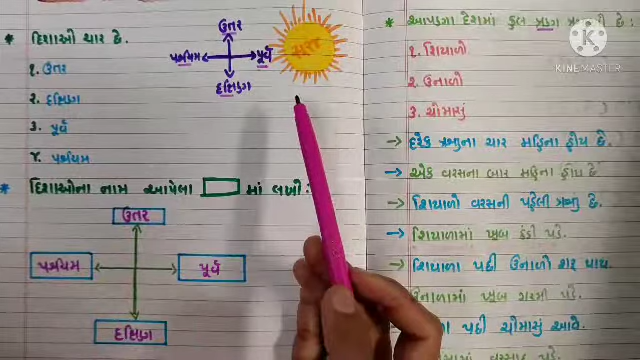 * દિશાઓ ચાર છે.
૧. ઉત્તર
૨. દક્ષિણ
૩. પૂર્વ
૪. પશ્ચિમ
ઉત્તર
પશ્ચિમ
પૂર્વ
દક્ષિણ
* દિશાઓના નામ આપેલા માં લખો:
ઉત્તર
પશ્ચિમ
પૂર્વ
દક્ષિણ
* આપણા દેશમાં કુલ ત્રણ
૧. શિયાળો
૨. ઉનાળો
૩. ચોમાસું
→ દરેક ઋતુના ચાર મહિના હોય છે.
→ એક વરસના બાર મહિના હોય છે
→ શિયાળો વરસની પહેલી ઋતુ છે.
→ શિયાળામાં ખુબ ઠંડી પડે.
→ શિયાળા પછી ઉનાળો શરૂ થાય
ઉનાળામાં ખુબ ગરમી પડે.
પછી ચોમાસું આવે.
KINEMASTER